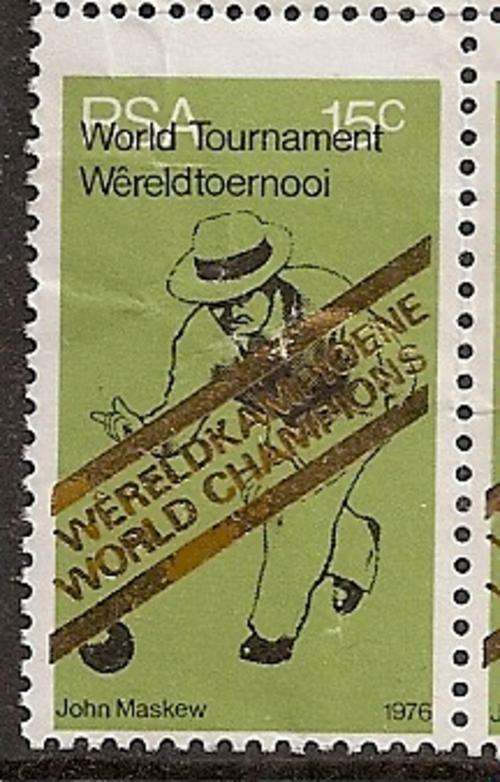 RSA 15c
World Tournament
Wêreldtoernooi
WÊRELDKAMPIOENE
WORLD CHAMPIONS
John Maskew 1976